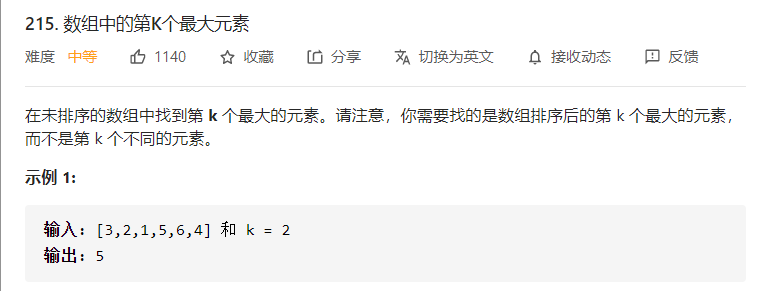 215. 数组中的第K个最大元素
难度 中等 1140 收藏 分享 切换为英文 接收动态 反馈
在未排序的数组中找到第 k 个最大的元素。请注意，你需要找的是数组排序后的第 k 个最大的元素，
而不是第 k 个不同的元素。
示例 1:
输入: [3,2,1,5,6,4] 和 k = 2
输出: 5